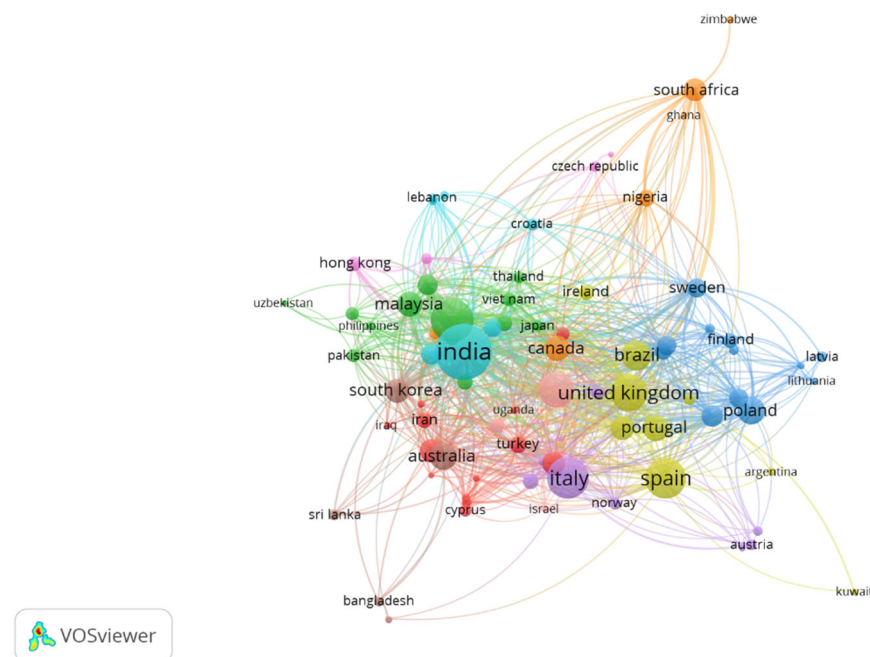 zimbabwe
south africa
ghana
czech republic
lebanon
nigeria
croatia
hong kong
thailand
sweden
uzbekistan
malaysia
viet nam
ireland
philippines
japan
india
canada
brazil
finland
pakistan
latvia
south korea
united kingdom
lithuania
uganda
poland
iraq
iran
turkey
portugal
australia
italy
spain
argentina
sri lanka
cyprus
israel
norway
austria
bangladesh
kuwait
VOSviewer